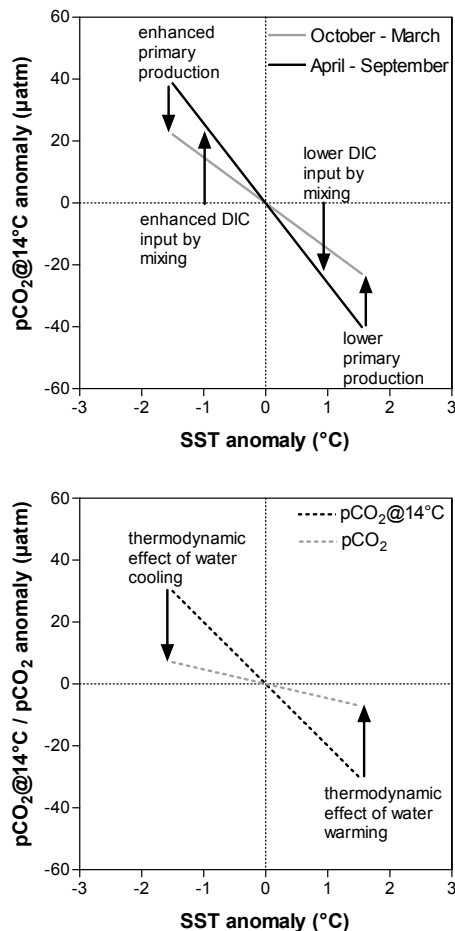 enhanced
primary
production
October - March
April - September
lower DIC
input by
mixing
enhanced DIC
input by
mixing
lower
primary
production
60
40
20
0
-20
-40
-60
-3
-2
-1
0
1
2
3
pCO₂@14°C anomaly (µatm)
SST anomaly (°C)
thermodynamic
effect of water
cooling
pCO₂@14°C
pCO₂
thermodynamic
effect of water
warming
60
40
20
0
-20
-40
-60
-3
-2
-1
0
1
2
3
pCO₂@14°C / pCO₂ anomaly (µatm)
SST anomaly (°C)